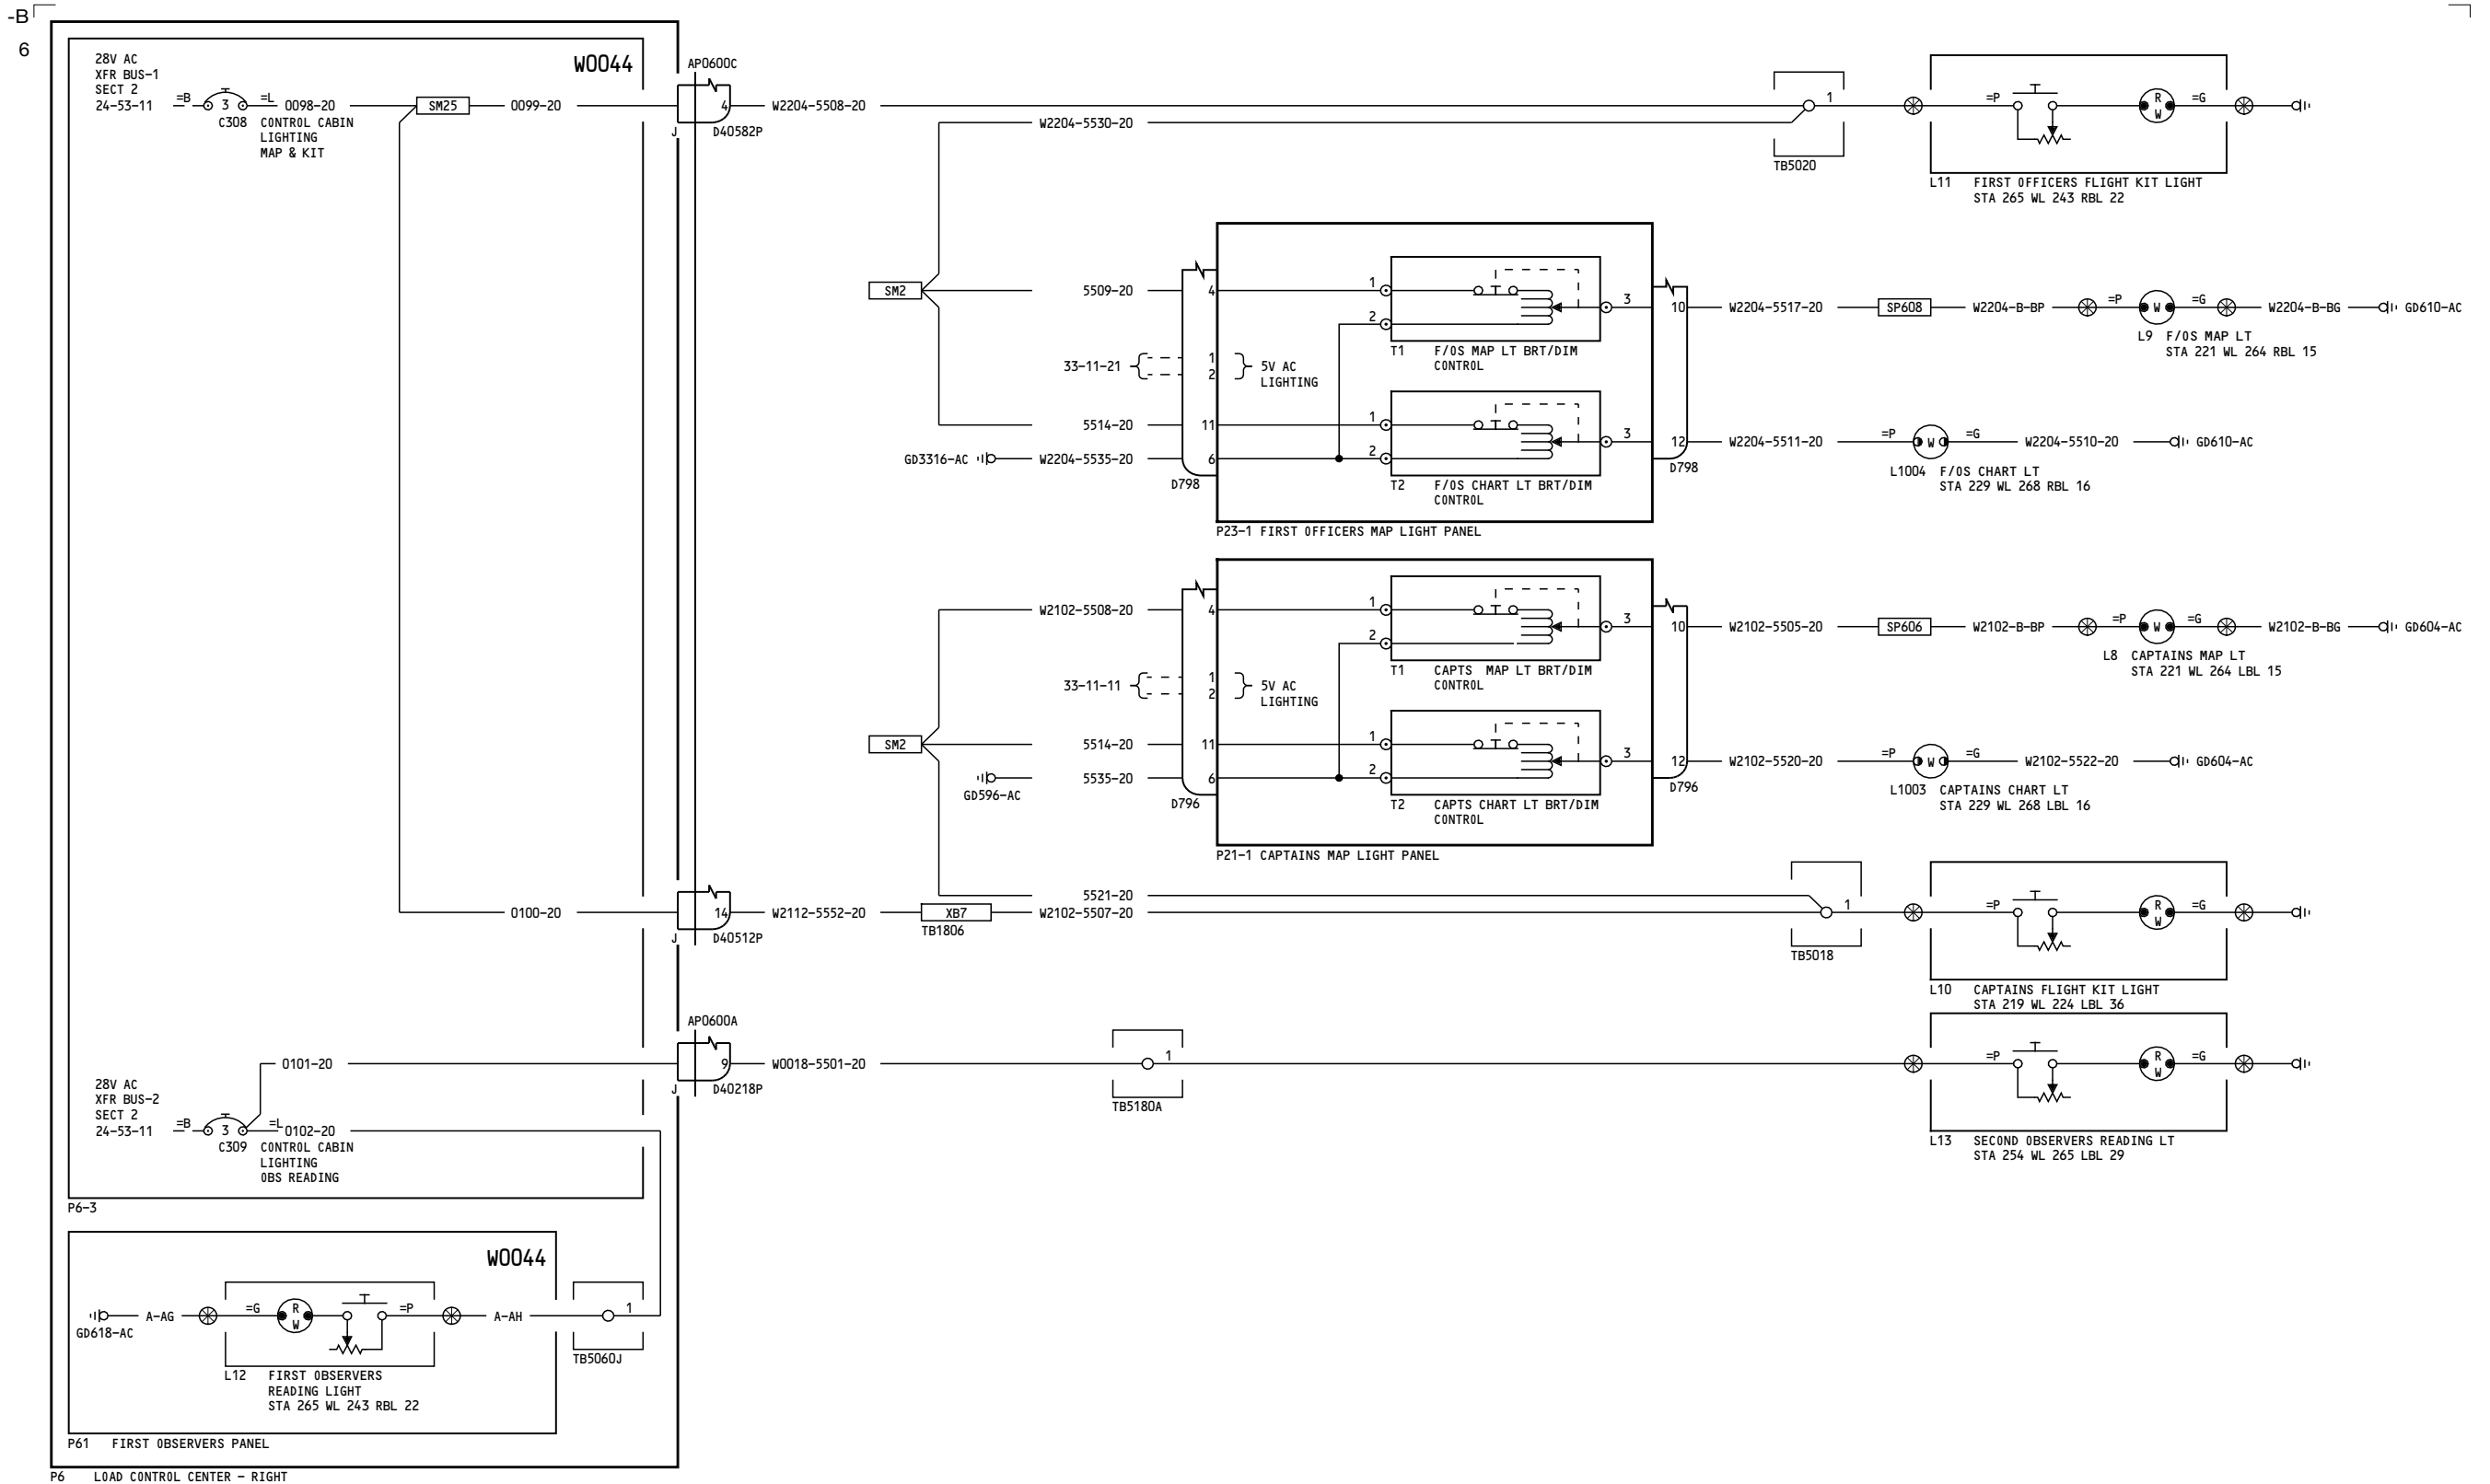 -B
6
28V AC
XFR BUS-1
SECT 2
24-53-11
=B
3
=L
0098-20
SM25
0099-20
W0044
C308 CONTROL CABIN
LIGHTING
MAP & KIT
AP0600C
4
J
D40582P
W2204-5508-20
W2204-5530-20
1
TB5020
=P
R
W
=G
L11 FIRST OFFICERS FLIGHT KIT LIGHT
STA 265 WL 243 RBL 22
SM2
5509-20
4
1
2
3
T1 F/OS MAP LT BRT/DIM
CONTROL
10
W2204-5517-20
SP608
W2204-B-BP
=P
W
=G
W2204-B-BG
GD610-AC
L9 F/OS MAP LT
STA 221 WL 264 RBL 15
33-11-21
1
2
5V AC
LIGHTING
5514-20
11
1
2
3
GD3316-AC
W2204-5535-20
6
D798
T2 F/OS CHART LT BRT/DIM
CONTROL
12
D798
W2204-5511-20
=P
W
=G
W2204-5510-20
GD610-AC
L1004 F/OS CHART LT
STA 229 WL 268 RBL 16
P23-1 FIRST OFFICERS MAP LIGHT PANEL
W2102-5508-20
4
1
2
3
T1 CAPTS MAP LT BRT/DIM
CONTROL
10
W2102-5505-20
SP606
W2102-B-BP
=P
W
=G
W2102-B-BG
GD604-AC
L8 CAPTAINS MAP LT
STA 221 WL 264 LBL 15
33-11-11
1
2
5V AC
LIGHTING
SM2
5514-20
11
1
2
3
GD596-AC
5535-20
6
D796
T2 CAPTS CHART LT BRT/DIM
CONTROL
12
D796
W2102-5520-20
=P
W
=G
W2102-5522-20
GD604-AC
L1003 CAPTAINS CHART LT
STA 229 WL 268 LBL 16
P21-1 CAPTAINS MAP LIGHT PANEL
5521-20
0100-20
14
J
D40512P
W2112-5552-20
XB7
TB1806
W2102-5507-20
1
TB5018
=P
R
W
=G
L10 CAPTAINS FLIGHT KIT LIGHT
STA 219 WL 224 LBL 36
AP0600A
0101-20
9
J
D40218P
W0018-5501-20
1
TB5180A
=P
R
W
=G
L13 SECOND OBSERVERS READING LT
STA 254 WL 265 LBL 29
28V AC
XFR BUS-2
SECT 2
24-53-11
=B
3
=L
0102-20
C309 CONTROL CABIN
LIGHTING
OBS READING
P6-3
W0044
GD618-AC
A-AG
=G
R
W
=P
A-AH
1
TB5060J
L12 FIRST OBSERVERS
READING LIGHT
STA 265 WL 243 RBL 22
P61 FIRST OBSERVERS PANEL
P6 LOAD CONTROL CENTER - RIGHT